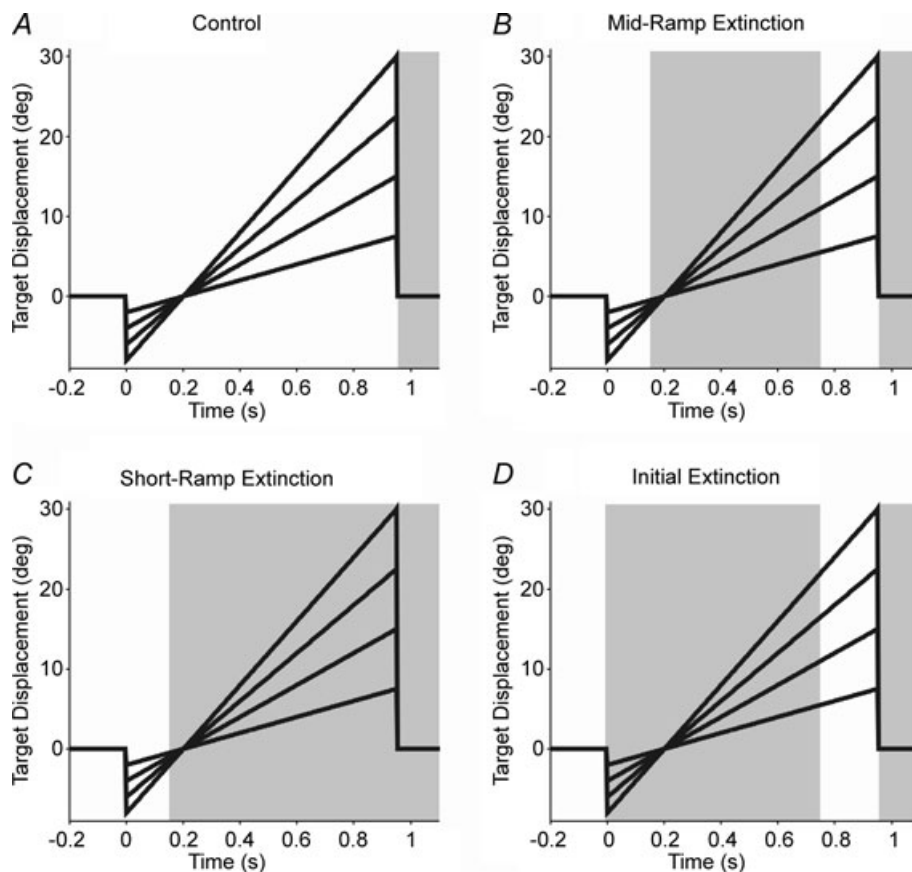 A
Control
Target Displacement (deg)
30
20
10
0
-0.2 0 0.2 0.4 0.6 0.8 1
Time (s)
B
Mid-Ramp Extinction
Target Displacement (deg)
30
20
10
0
-0.2 0 0.2 0.4 0.6 0.8 1
Time (s)
C
Short-Ramp Extinction
Target Displacement (deg)
30
20
10
0
-0.2 0 0.2 0.4 0.6 0.8 1
Time (s)
D
Initial Extinction
Target Displacement (deg)
30
20
10
0
-0.2 0 0.2 0.4 0.6 0.8 1
Time (s)